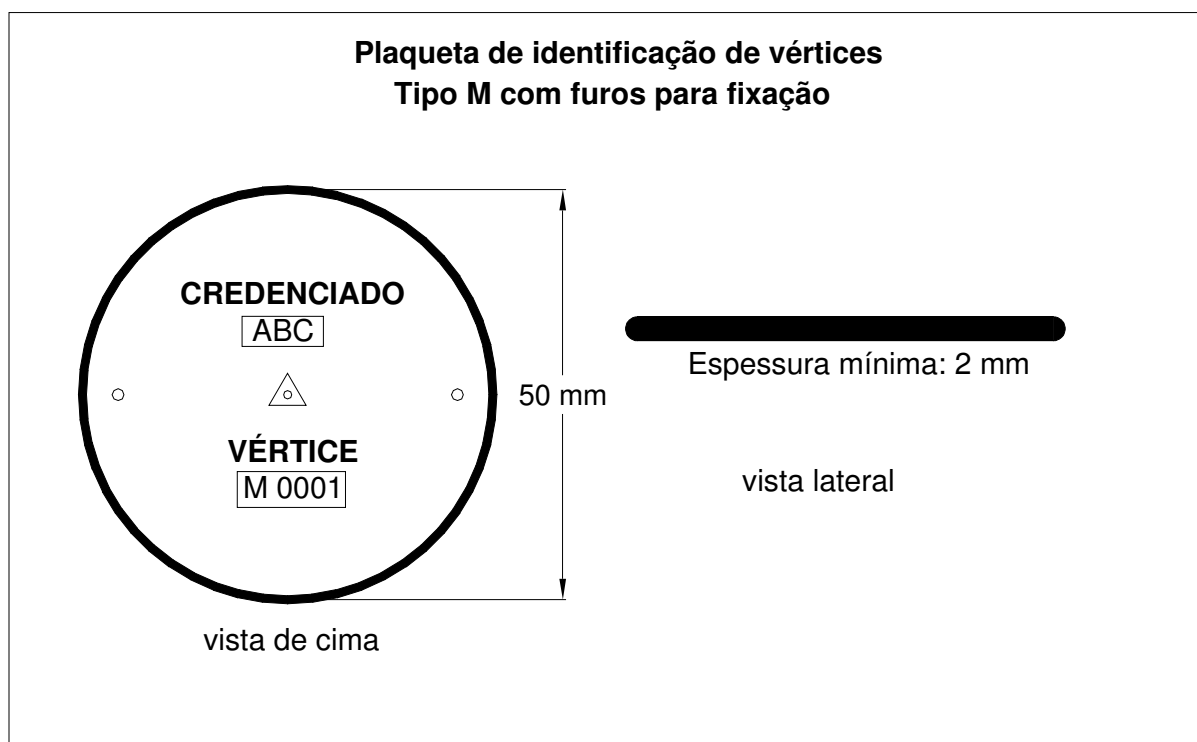 Plaqueta de identificação de vértices
Tipo M com furos para fixação
CREDENCIADO
ABC
VÉRTICE
M 0001
50 mm
vista de cima
Espessura mínima: 2 mm
vista lateral